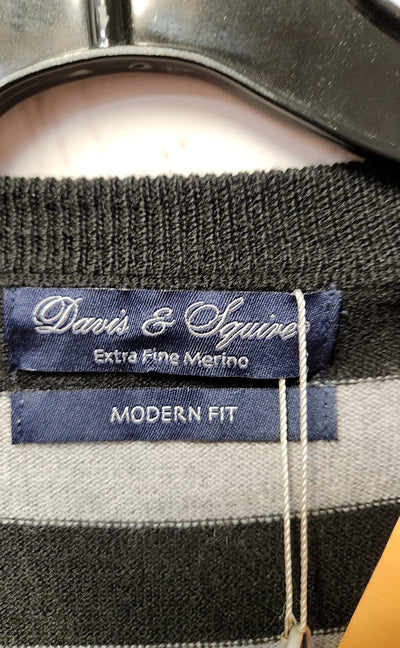 Davis & Squire
Extra Fine Merino
MODERN FIT